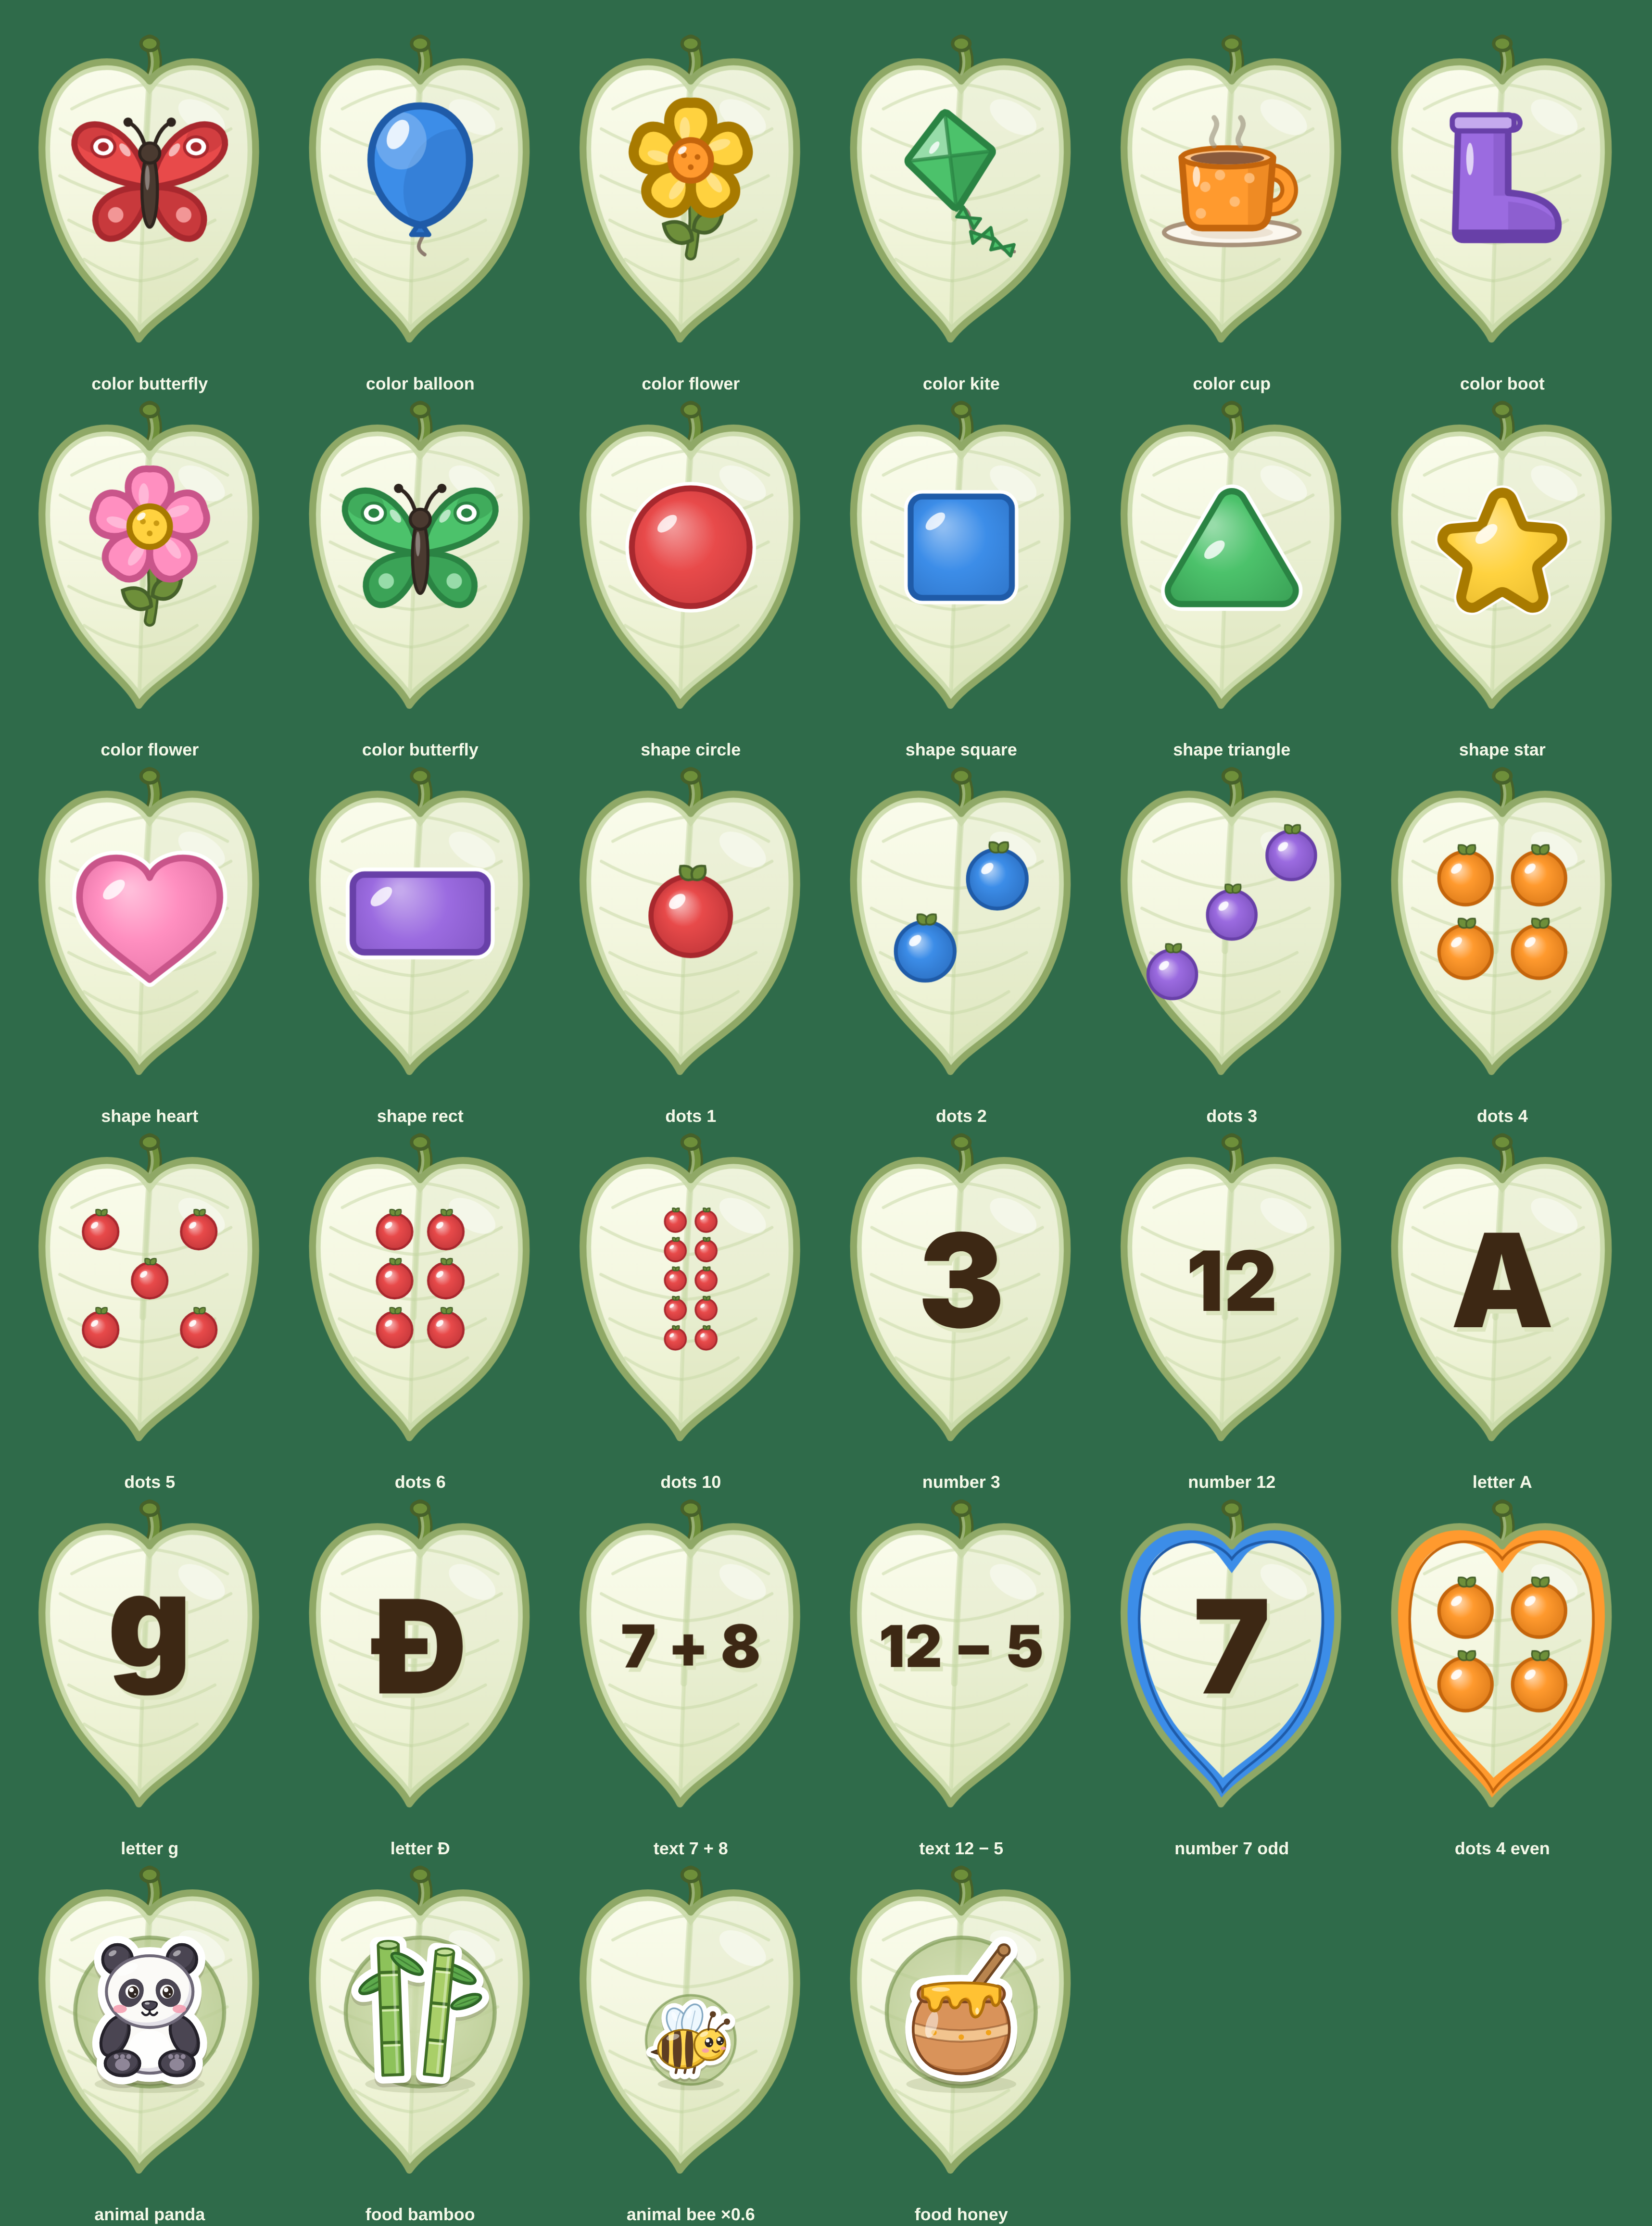 color butterfly color balloon color flower color kite color cup color boot
color flower color butterfly shape circle shape square shape triangle shape star
shape heart shape rect dots 1 dots 2 dots 3 dots 4
3 12 A
dots 5 dots 6 dots 10 number 3 number 12 letter A
g Đ 7 + 8 12 − 5 7
letter g letter Đ text 7 + 8 text 12 − 5 number 7 odd dots 4 even
animal panda food bamboo animal bee ×0.6 food honey